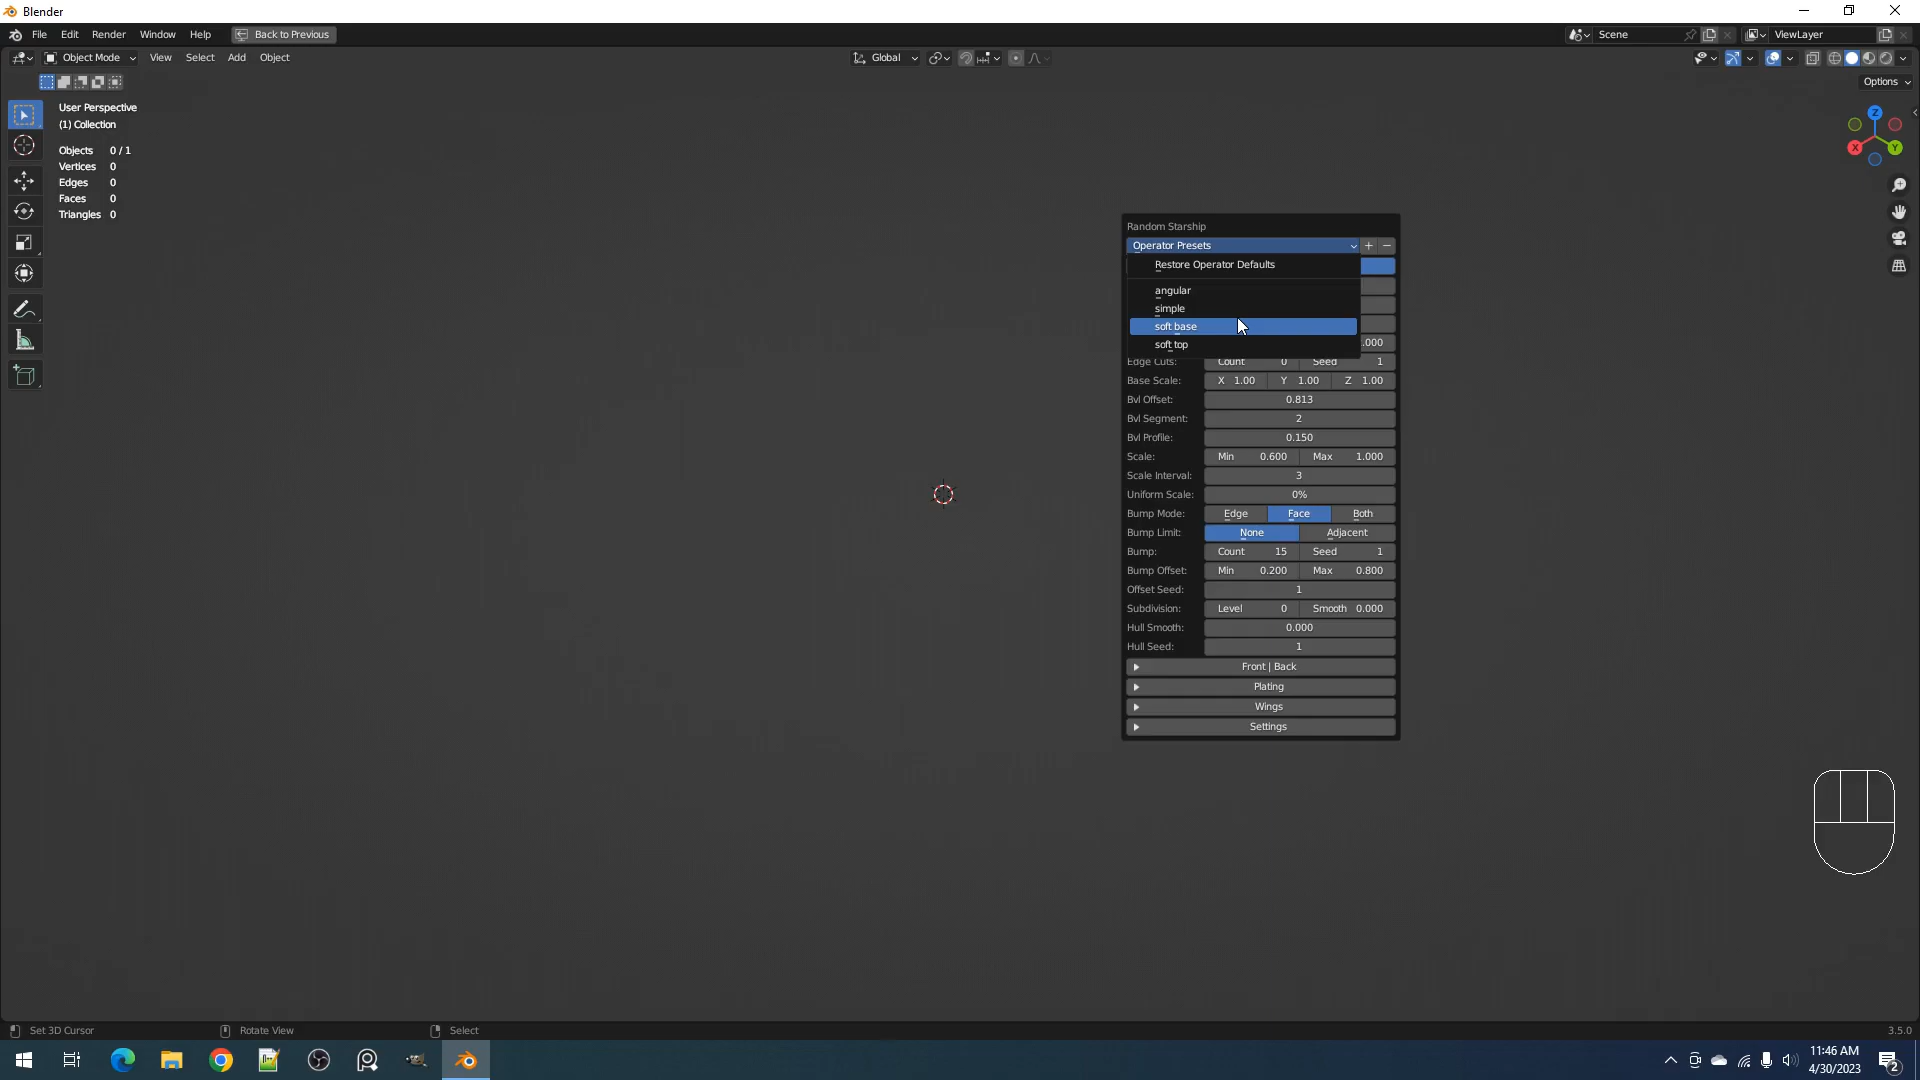 Blender
File Edit Render Window Help Back to Previous Scene ViewLayer
Object Mode View Select Add Object Global
Options
User Perspective
(1) Collection
Objects 0 / 1
Vertices 0
Edges 0
Faces 0
Triangles 0
Z
X Y
Random Starship
Operator Presets + −
Restore Operator Defaults
angular
simple
soft base
soft top
.000
Edge Cuts: Count 0 Seed 1
Base Scale: X 1.00 Y 1.00 Z 1.00
Bvl Offset: 0.813
Bvl Segment: 2
Bvl Profile: 0.150
Scale: Min 0.600 Max 1.000
Scale Interval: 3
Uniform Scale: 0%
Bump Mode: Edge Face Both
Bump Limit: None Adjacent
Bump: Count 15 Seed 1
Bump Offset: Min 0.200 Max 0.800
Offset Seed: 1
Subdivision: Level 0 Smooth 0.000
Hull Smooth: 0.000
Hull Seed: 1
Front | Back
Plating
Wings
Settings
Set 3D Cursor Rotate View Select 3.5.0
11:46 AM
4/30/2023
2